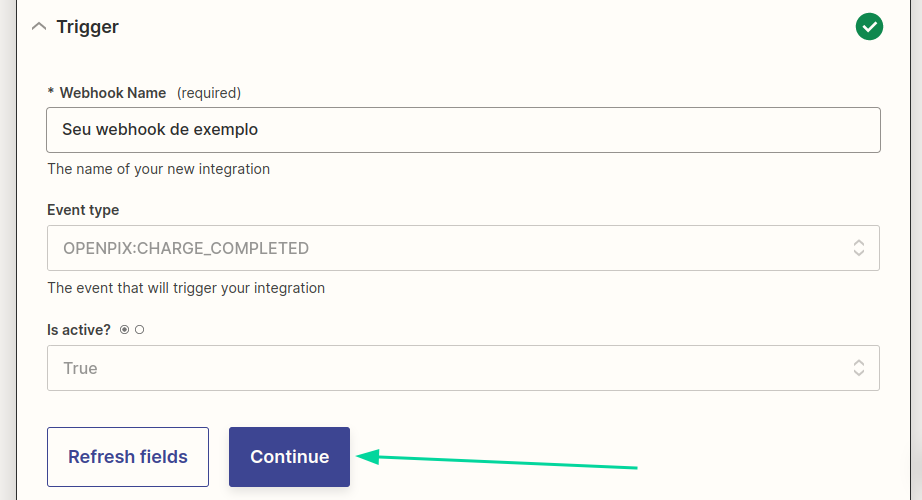 Trigger
* Webhook Name (required)
Seu webhook de exemplo
The name of your new integration
Event type
OPENPIX:CHARGE_COMPLETED
The event that will trigger your integration
Is active?
True
Refresh fields Continue